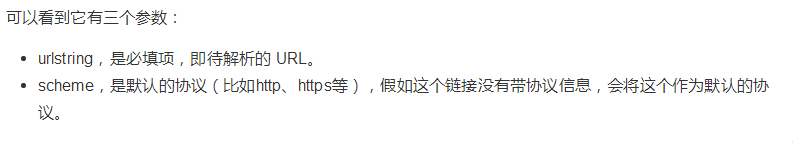 可以看到它有三个参数：
• urlstring，是必填项，即待解析的 URL。
• scheme，是默认的协议（比如http、https等），假如这个链接没有带协议信息，会将这个作为默认的协
议。